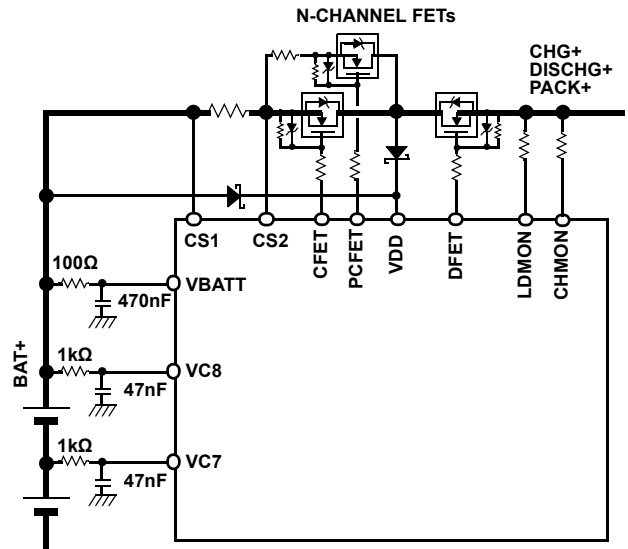 N-CHANNEL FETs
CHG+
DISCHG+
PACK+
CS1
CS2
CFET
PCFET
VDD
DFET
LDMON
CHMON
100Ω
VBATT
470nF
BAT+
1kΩ
VC8
47nF
1kΩ
VC7
47nF